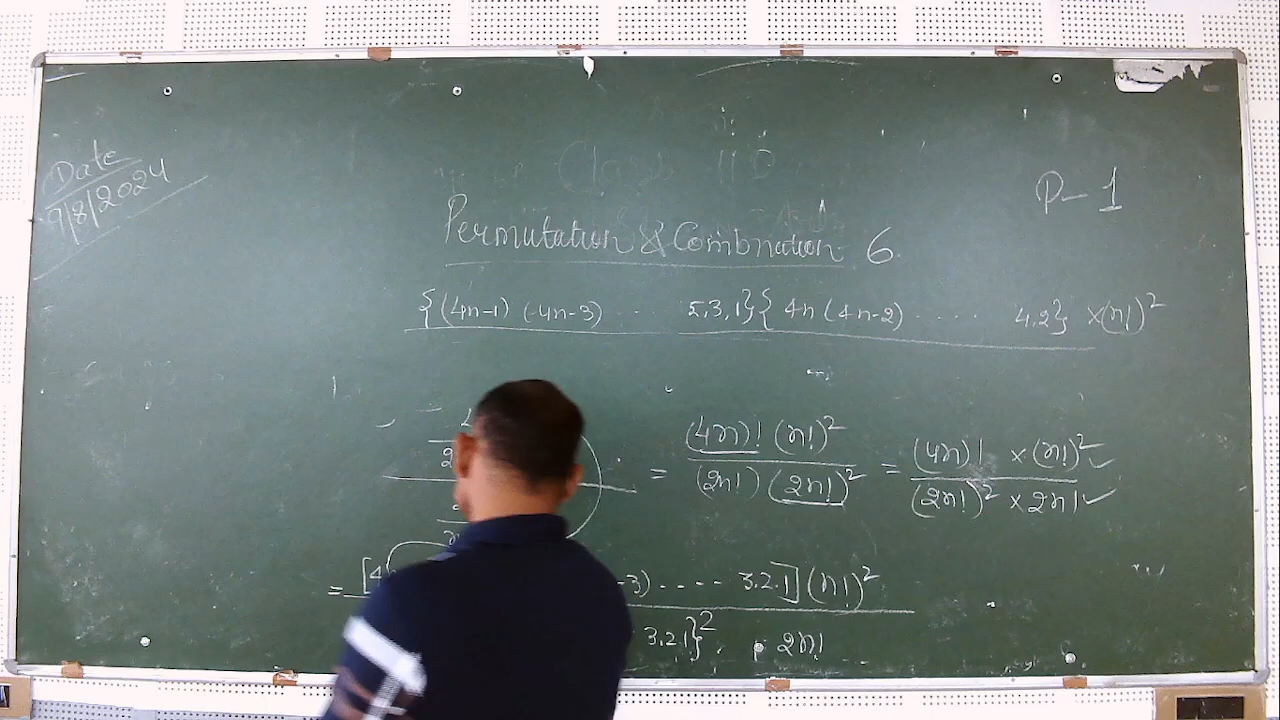 Date
9/8/2024
Class 11D
P-1
Permutation & Combination 6
{(4n-1) (4n-3) .. 5,3,1}{ 4n (4n-2) ..... 4.2} ×(n!)²
= (4n)! (n!)² / (2n!) (2n!)² = (4n)! ×(n!)² / (2n!)² × 2n!
= [4 -3) .... 3.2.1] (n!)²
3,2,1}² . 2n!